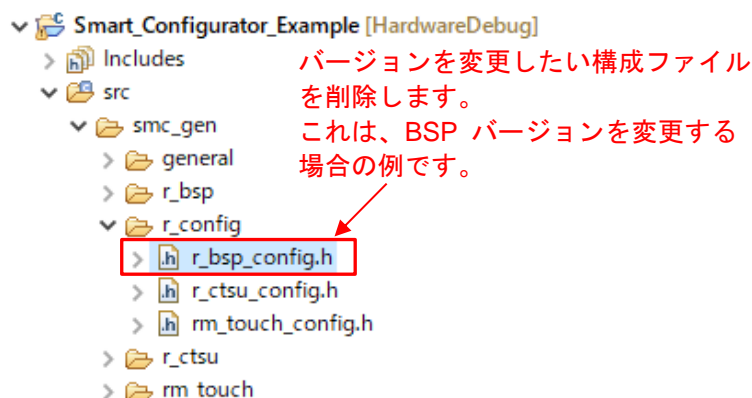 Smart_Configurator_Example [HardwareDebug]
Includes
バージョンを変更したい構成ファイル
を削除します。
これは、BSP バージョンを変更する
場合の例です。
src
smc_gen
general
r_bsp
r_config
.h r_bsp_config.h
.h r_ctsu_config.h
.h rm_touch_config.h
r_ctsu
rm_touch